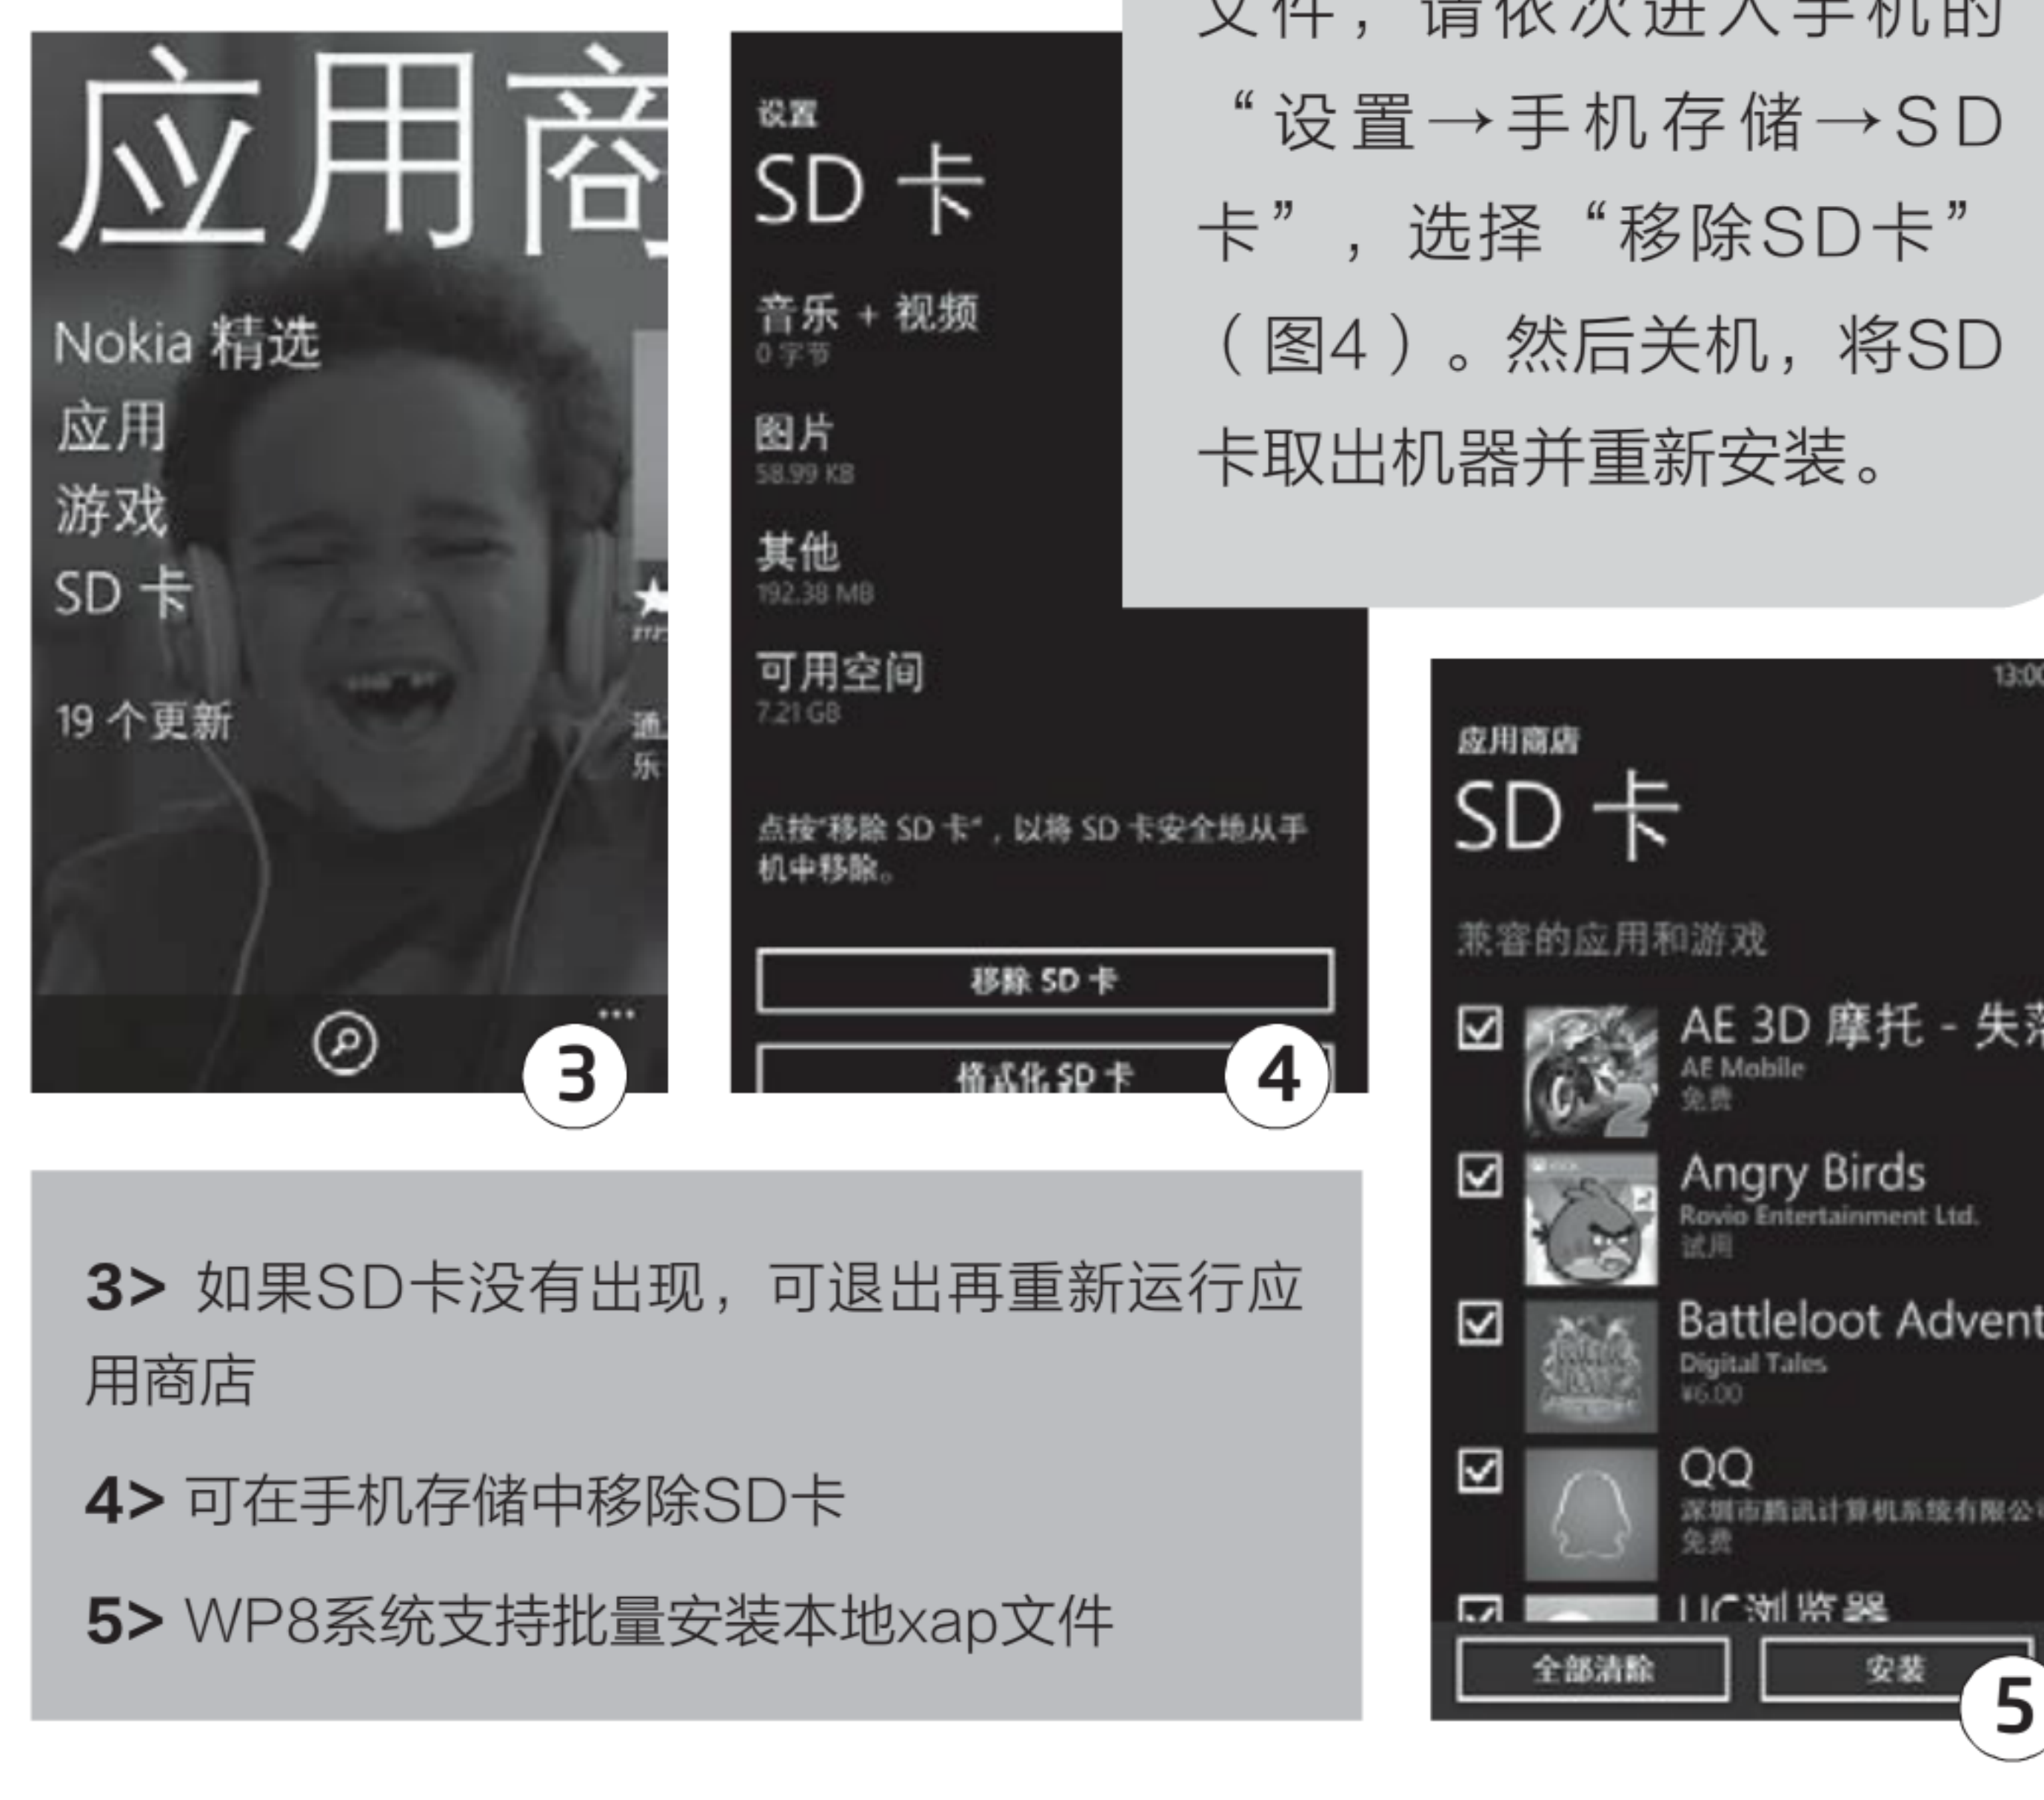 应用商
Nokia 精选
应用
游戏
SD 卡
19 个更新
通
乐
3
设置
SD 卡
音乐 + 视频
0 字节
图片
58.99 KB
其他
192.38 MB
可用空间
7.21 GB
点按“移除 SD 卡”，以将 SD 卡安全地从手
机中移除。
移除 SD 卡
格式化 SD 卡
4
文件，请依次进入手机的
“设置→手机存储→SD
卡”，选择“移除SD卡”
（图4）。然后关机，将SD
卡取出机器并重新安装。
13:00
应用商店
SD 卡
兼容的应用和游戏
AE 3D 摩托 - 失落
AE Mobile
免费
Angry Birds
Rovio Entertainment Ltd.
试用
Battleloot Advent
Digital Tales
¥6.00
QQ
深圳市腾讯计算机系统有限公司
免费
UC浏览器
全部清除
安装
5
3> 如果SD卡没有出现，可退出再重新运行应
用商店
4> 可在手机存储中移除SD卡
5> WP8系统支持批量安装本地xap文件